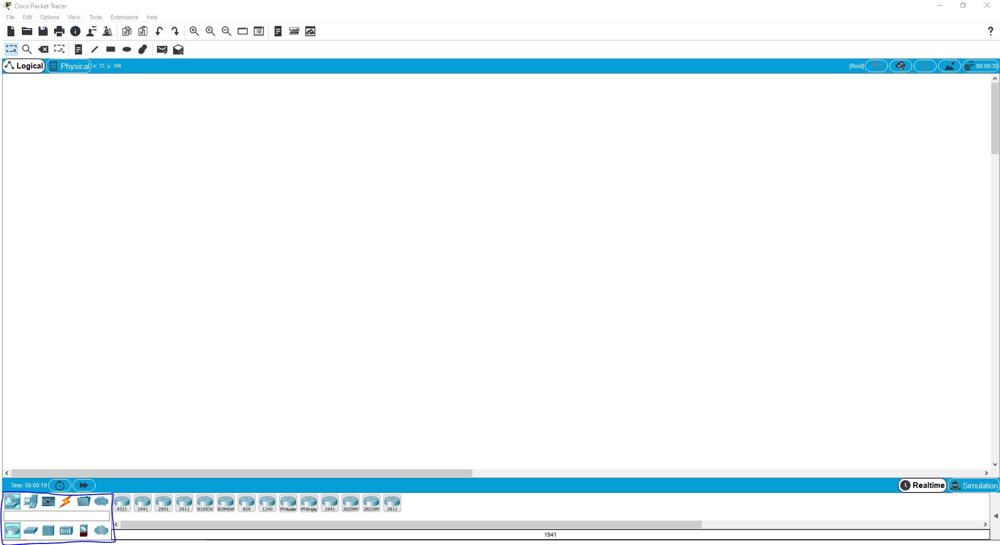 Cisco Packet Tracer
File Edit Options View Tools Extensions Help
Logical Physical x: 72, y: 348 [Root] 00:09:30
Time: 00:00:19 Realtime Simulation
4321 1941 2901 2911 819IOX 819HGW 829 1240 PT-Router PT-Empty 1841 2620XM 2621XM 2811
1941